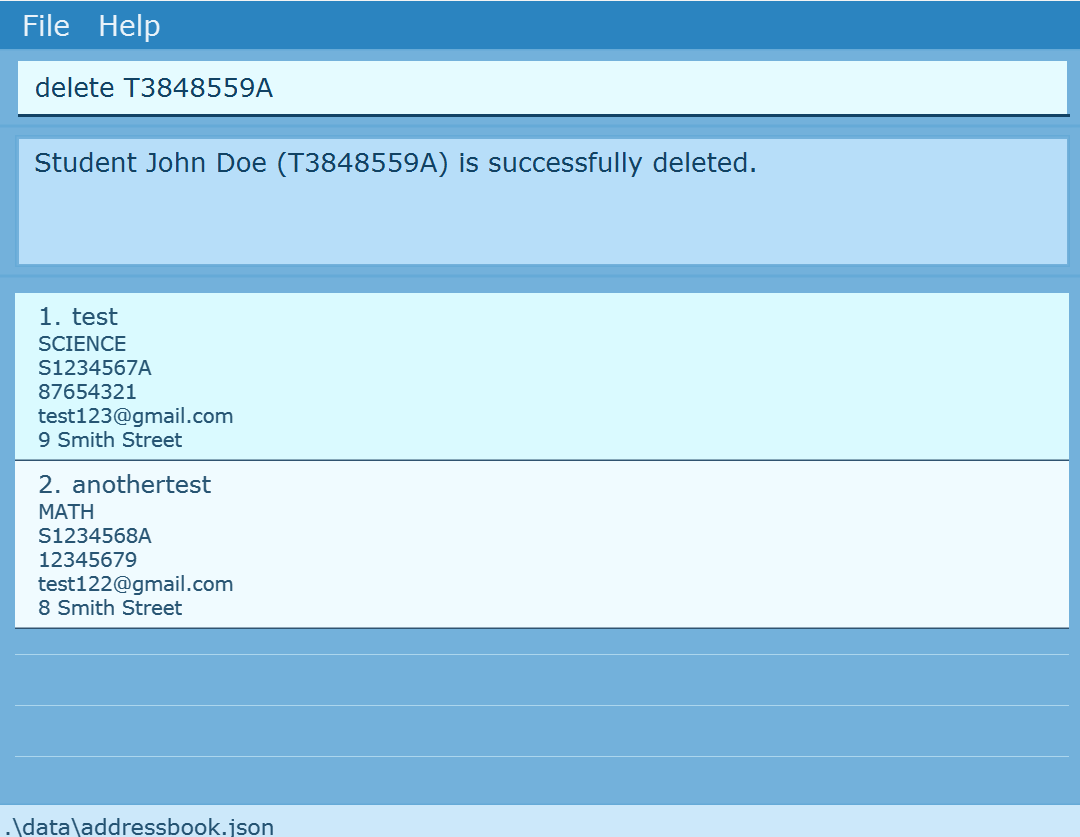 File Help
delete T3848559A
Student John Doe (T3848559A) is successfully deleted.
1. test
SCIENCE
S1234567A
87654321
test123@gmail.com
9 Smith Street
2. anothertest
MATH
S1234568A
12345679
test122@gmail.com
8 Smith Street
.\data\addressbook.json